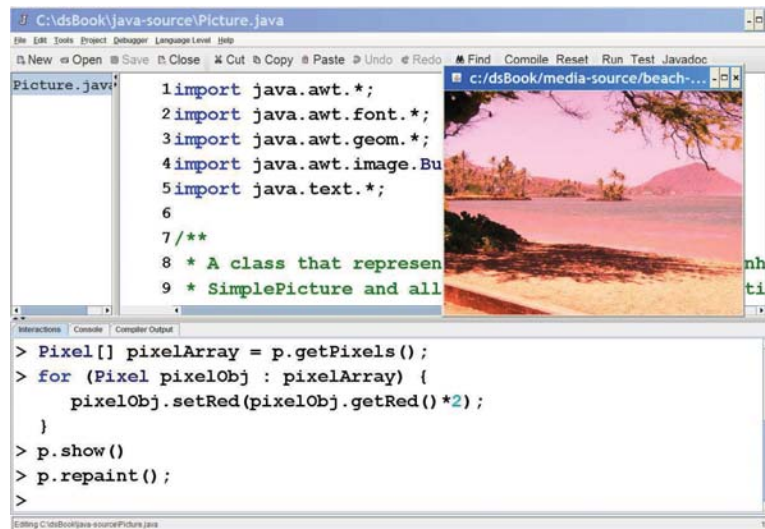 C:\dsBook\java-source\Picture.java
File Edit Tools Project Debugger Language Level Help
New Open Save Close Cut Copy Paste Undo Redo Find Compile Reset Run Test Javadoc
c:/dsBook/media-source/beach-...
Picture.java
1 import java.awt.*;
2 import java.awt.font.*;
3 import java.awt.geom.*;
4 import java.awt.image.Bu
5 import java.text.*;
6
7 /**
8 * A class that represen nh
9 * SimplePicture and all ti
Interactions Console Compiler Output
> Pixel[] pixelArray = p.getPixels();
> for (Pixel pixelObj : pixelArray) {
pixelObj.setRed(pixelObj.getRed()*2);
}
> p.show()
> p.repaint();
>
Editing C:\dsBook\java-source\Picture.java